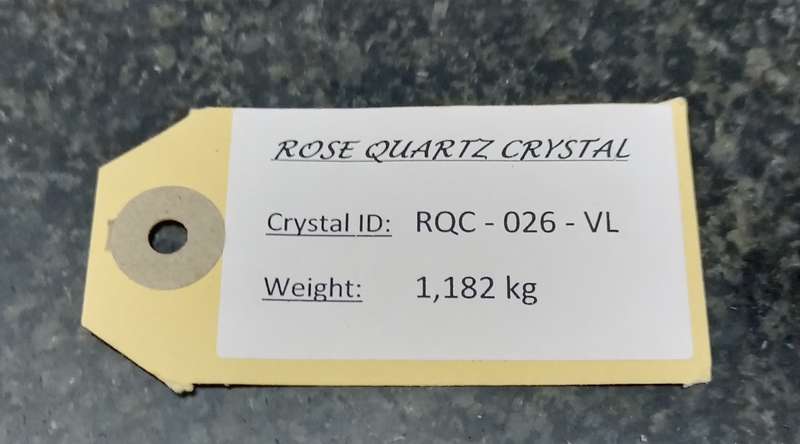 ROSE QUARTZ CRYSTAL
Crystal ID: RQC - 026 - VL
Weight: 1,182 kg